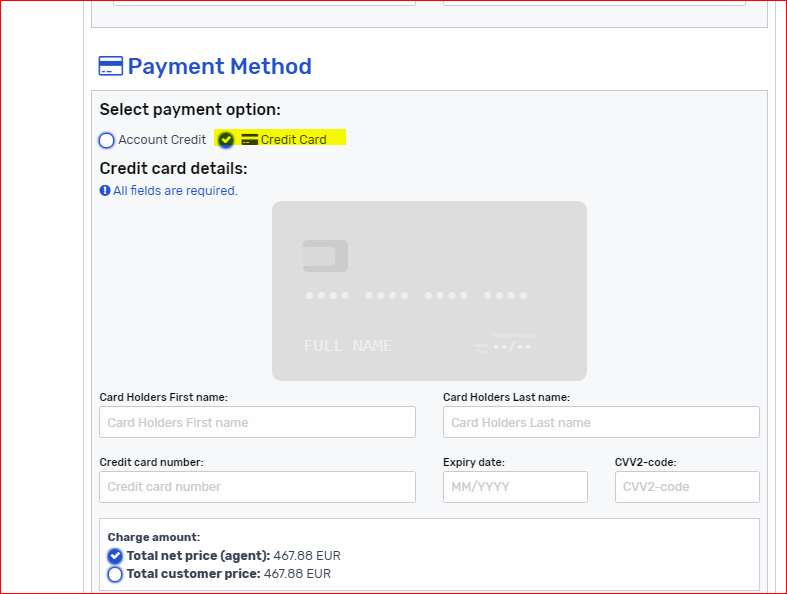 Payment Method
Select payment option:
Account Credit Credit Card
Credit card details:
All fields are required.
FULL NAME
••/••
Card Holders First name: Card Holders Last name:
Card Holders First name Card Holders Last name
Credit card number: Expiry date: CVV2-code:
Credit card number MM/YYYY CVV2-code
Charge amount:
Total net price (agent): 467.88 EUR
Total customer price: 467.88 EUR